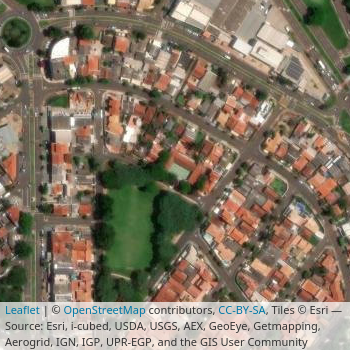 Leaflet | © OpenStreetMap contributors, CC-BY-SA, Tiles © Esri —
Source: Esri, i-cubed, USDA, USGS, AEX, GeoEye, Getmapping,
Aerogrid, IGN, IGP, UPR-EGP, and the GIS User Community